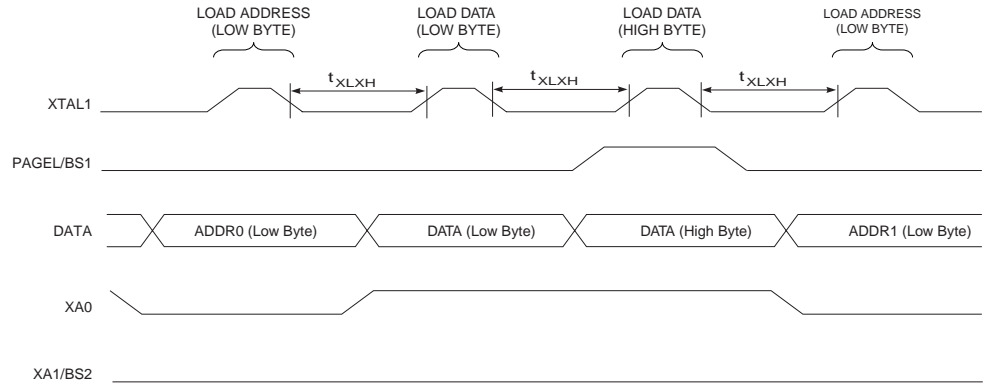 LOAD ADDRESS
(LOW BYTE)
LOAD DATA
(LOW BYTE)
LOAD DATA
(HIGH BYTE)
LOAD ADDRESS
(LOW BYTE)
XTAL1
tXLXH
tXLXH
tXLXH
PAGEL/BS1
DATA
ADDR0 (Low Byte)
DATA (Low Byte)
DATA (High Byte)
ADDR1 (Low Byte)
XA0
XA1/BS2